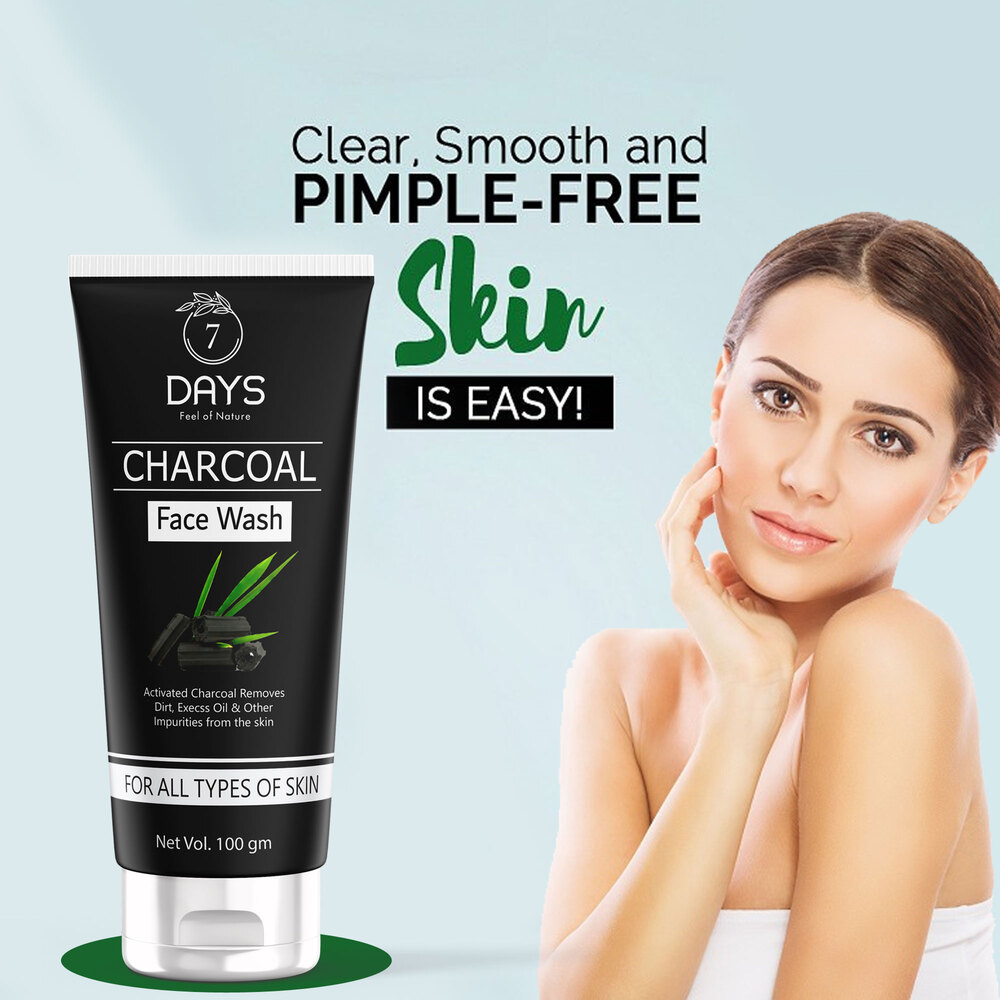 Clear, Smooth and
PIMPLE-FREE
Skin
IS EASY!
7
DAYS
Feel of Nature
CHARCOAL
Face Wash
Activated Charcoal Removes
Dirt, Execss Oil & Other
Impurities from the skin
FOR ALL TYPES OF SKIN
Net Vol. 100 gm